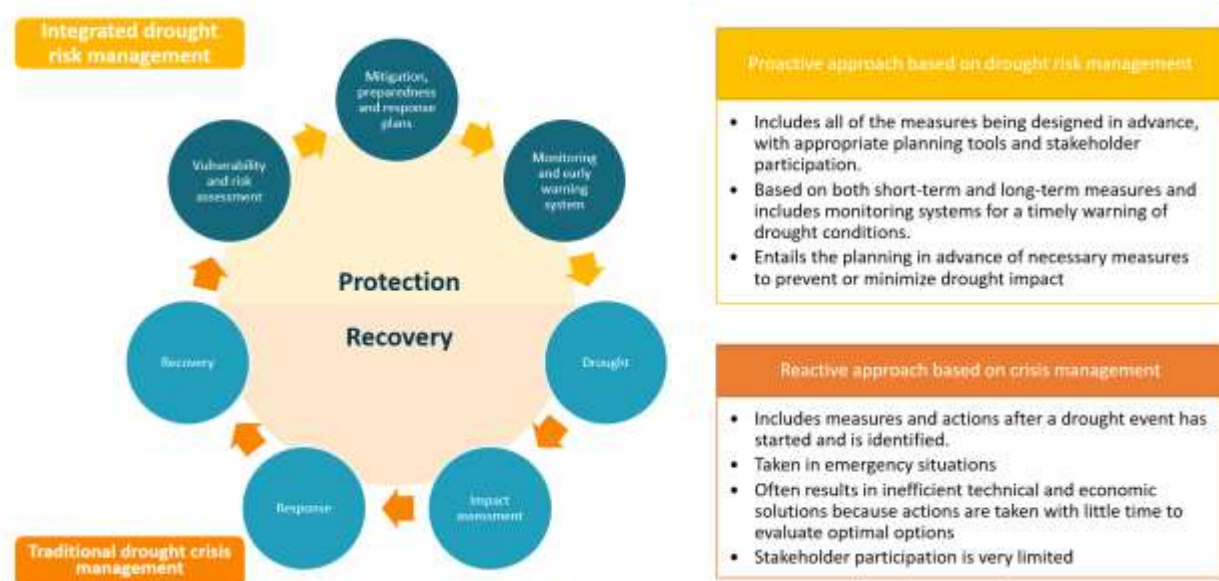 Integrated drought
risk management
Mitigation,
preparedness
and response
plans
Vulnerability
and risk
assessment
Monitoring
and early
warning
system
Protection
Recovery
Recovery
Drought
Response
Impact
assessment
Traditional drought crisis
management
Proactive approach based on drought risk management
• Includes all of the measures being designed in advance,
with appropriate planning tools and stakeholder
participation.
• Based on both short-term and long-term measures and
includes monitoring systems for a timely warning of
drought conditions.
• Entails the planning in advance of necessary measures
to prevent or minimize drought impact
Reactive approach based on crisis management
• Includes measures and actions after a drought event has
started and is identified.
• Taken in emergency situations
• Often results in inefficient technical and economic
solutions because actions are taken with little time to
evaluate optimal options
• Stakeholder participation is very limited